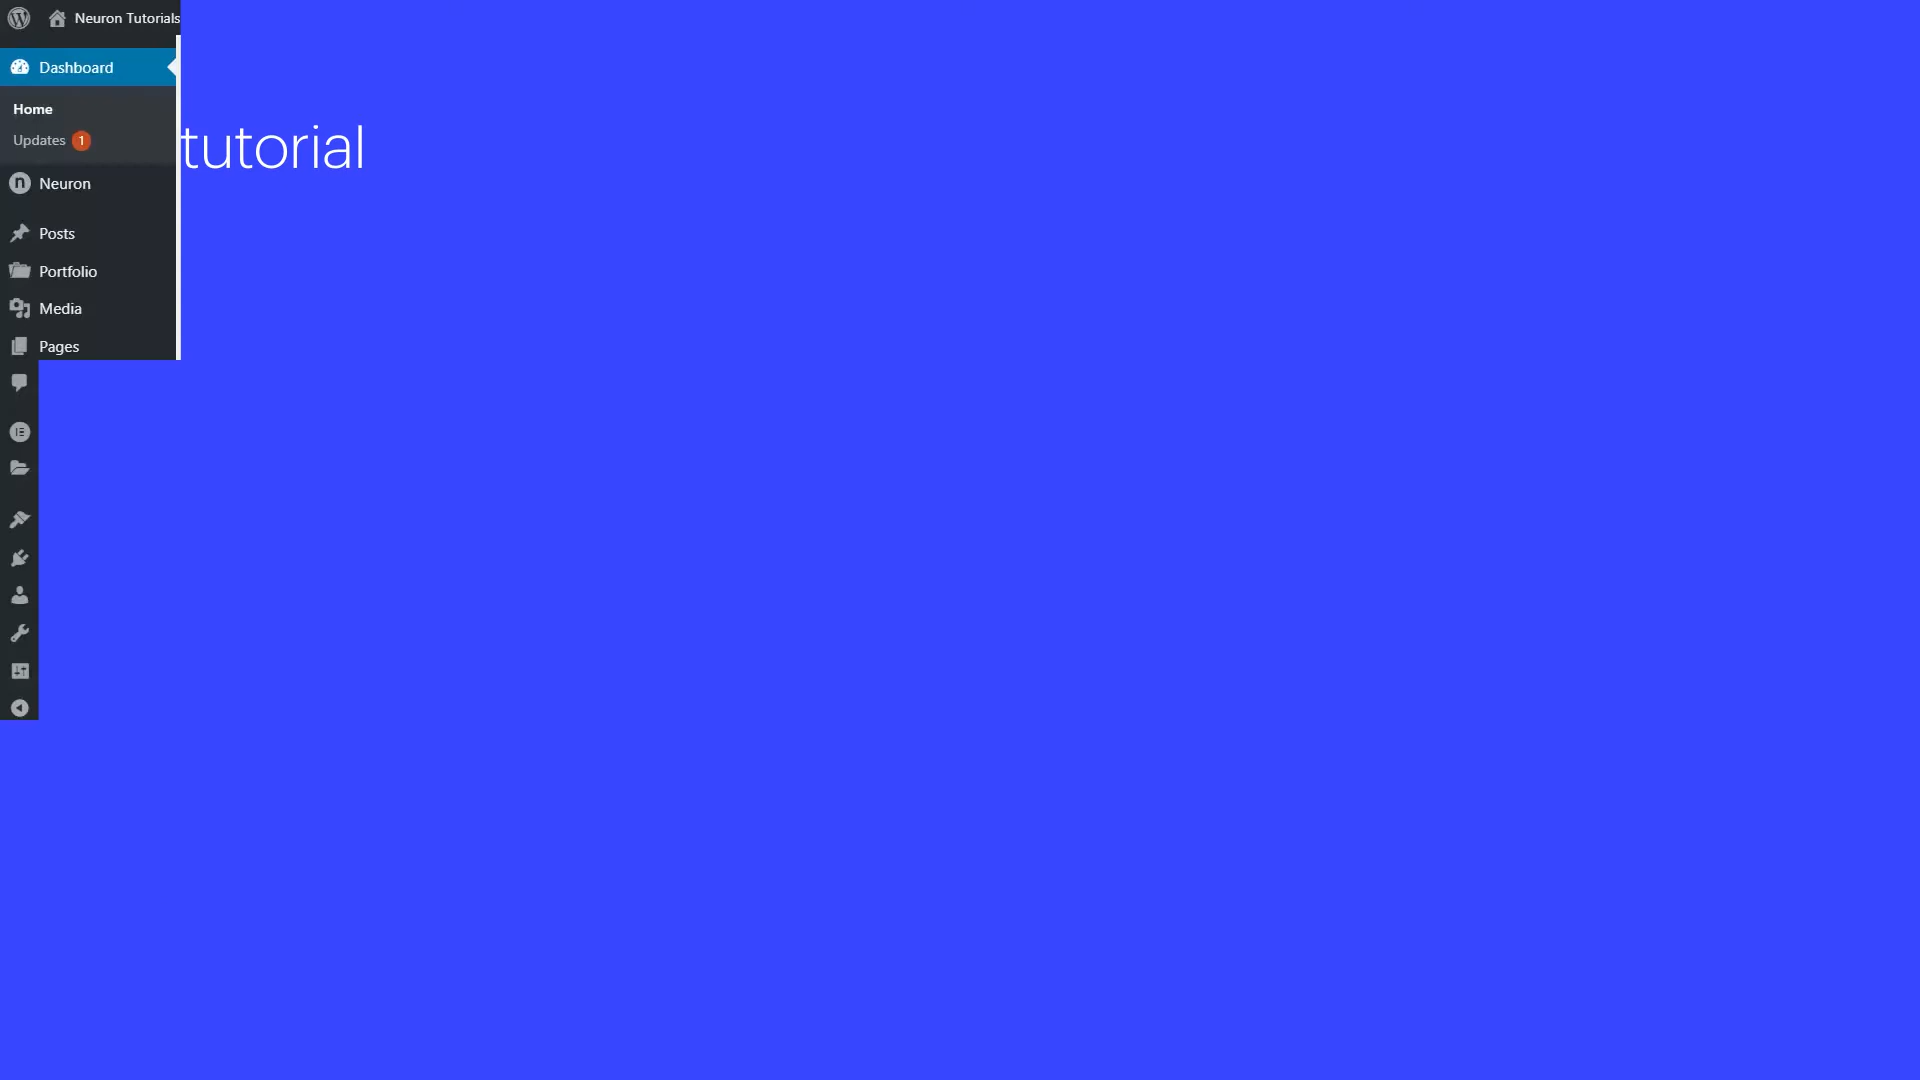 Neuron Tutorials
Dashboard
Home
Updates 1
tutorial
Neuron
Posts
Portfolio
Media
Pages